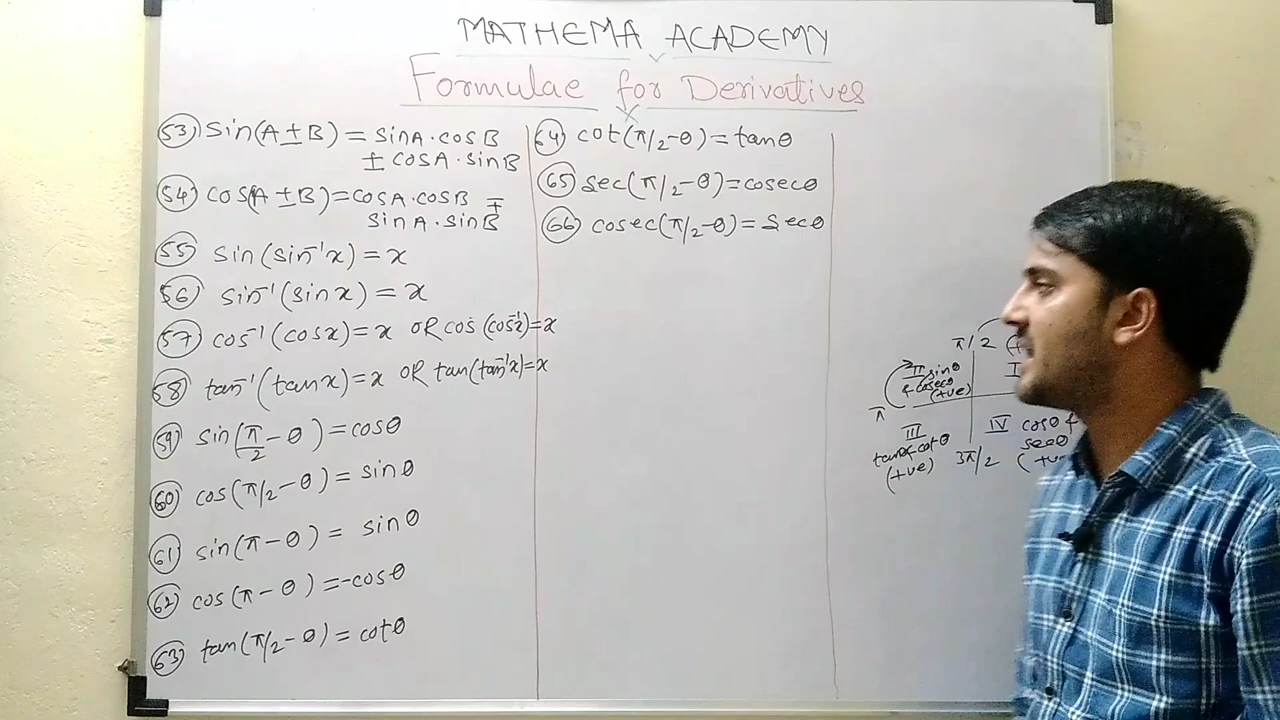 MATHEMA ACADEMY
Formulae for Derivatives
53) sin(A±B) = sinA·cosB
± cosA·sinB
54) cos(A±B)=cosA·cosB ∓
sinA·sinB
55) sin(sin⁻¹x) = x
56) sin⁻¹(sinx) = x
57) cos⁻¹(cosx) = x OR cos(cos⁻¹x)=x
58) tan⁻¹(tanx)=x OR tan(tan⁻¹x)=x
59) sin(π/2 - θ) = cosθ
60) cos(π/2 - θ) = sinθ
61) sin(π - θ) = sinθ
62) cos(π - θ) = -cosθ
63) tan(π/2 - θ) = cotθ
64) cot(π/2 - θ) = tanθ
65) sec(π/2 - θ) = cosecθ
66) cosec(π/2 - θ) = secθ
π/2
I
II sinθ
& cosecθ
(+ve)
π
III
tanθ & cotθ
(+ve)
3π/2
IV cosθ &
secθ